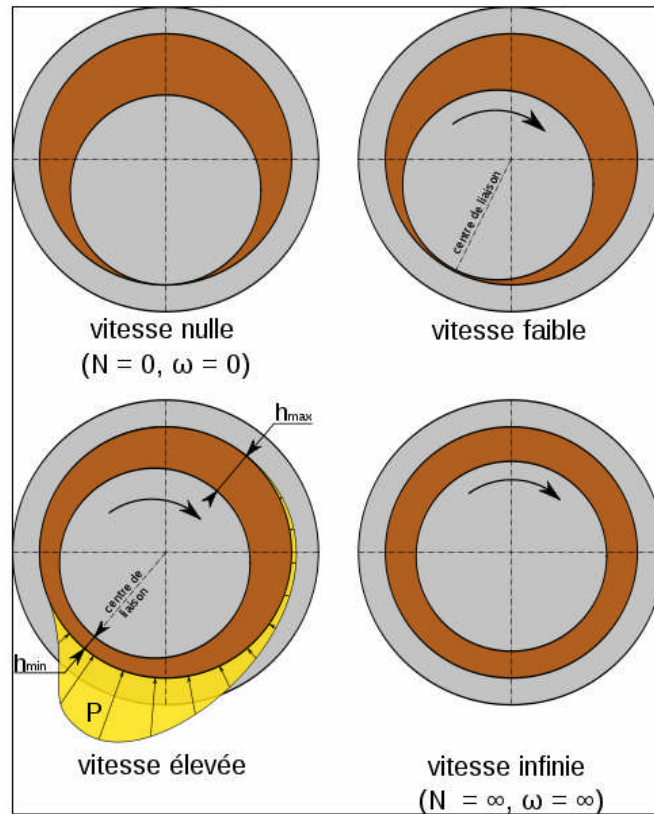 centre de liaison
vitesse nulle
(N = 0, ω = 0)
vitesse faible
hmax
centre de
liaison
hmin
P
vitesse élevée
vitesse infinie
(N = ∞, ω = ∞)